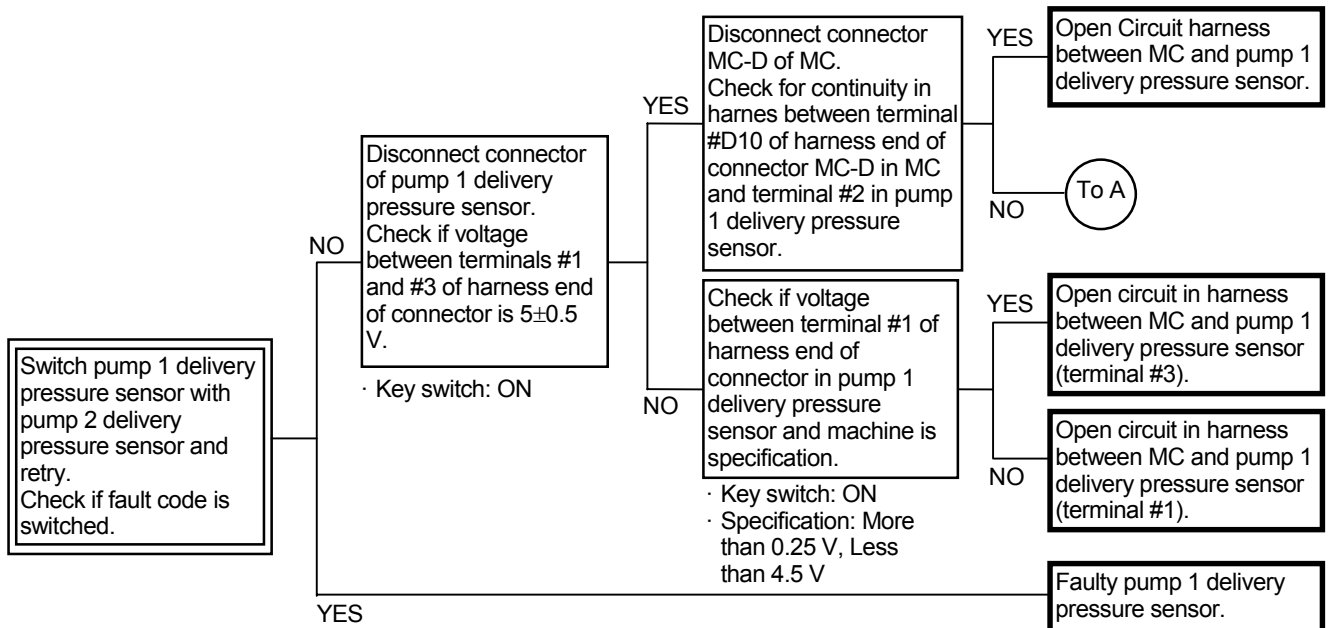 Switch pump 1 delivery
pressure sensor with
pump 2 delivery
pressure sensor and
retry.
Check if fault code is
switched.
NO
YES
Disconnect connector
of pump 1 delivery
pressure sensor.
Check if voltage
between terminals #1
and #3 of harness end
of connector is 5±0.5
V.
· Key switch: ON
YES
NO
Disconnect connector
MC-D of MC.
Check for continuity in
harnes between terminal
#D10 of harness end of
connector MC-D in MC
and terminal #2 in pump
1 delivery pressure
sensor.
YES
NO
Open Circuit harness
between MC and pump 1
delivery pressure sensor.
To A
Check if voltage
between terminal #1 of
harness end of
connector in pump 1
delivery pressure
sensor and machine is
specification.
· Key switch: ON
· Specification: More
than 0.25 V, Less
than 4.5 V
YES
NO
Open circuit in harness
between MC and pump 1
delivery pressure sensor
(terminal #3).
Open circuit in harness
between MC and pump 1
delivery pressure sensor
(terminal #1).
Faulty pump 1 delivery
pressure sensor.